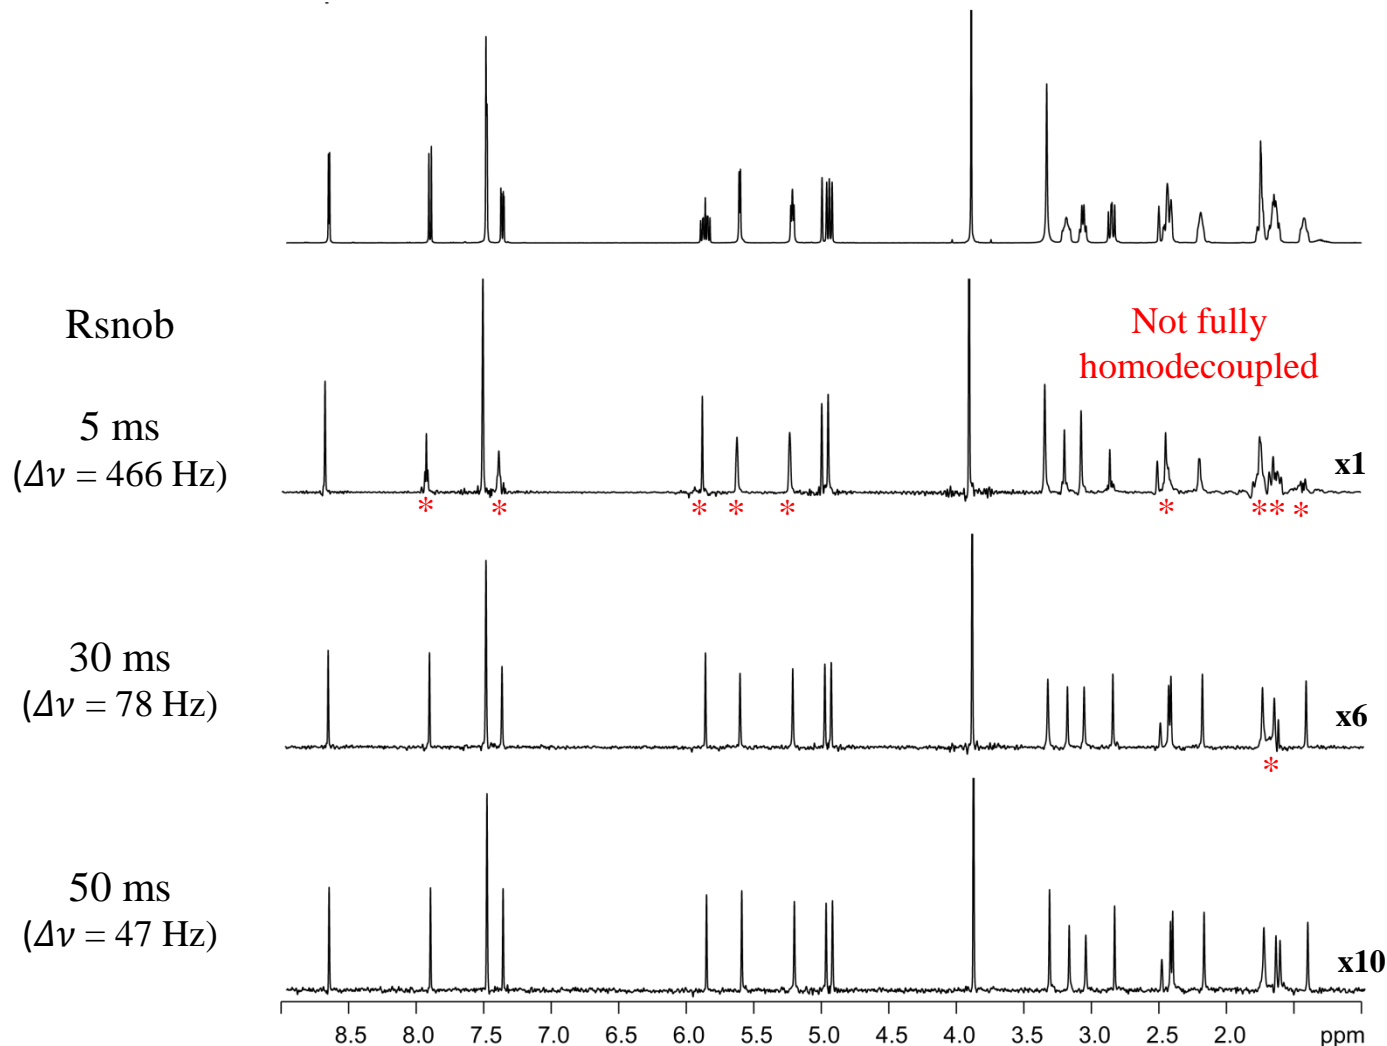 Rsnob
Not fully
homodecoupled
5 ms
(Δν = 466 Hz)
x1
* * * * * * * * *
30 ms
(Δν = 78 Hz)
x6
*
50 ms
(Δν = 47 Hz)
x10
8.5 8.0 7.5 7.0 6.5 6.0 5.5 5.0 4.5 4.0 3.5 3.0 2.5 2.0 ppm